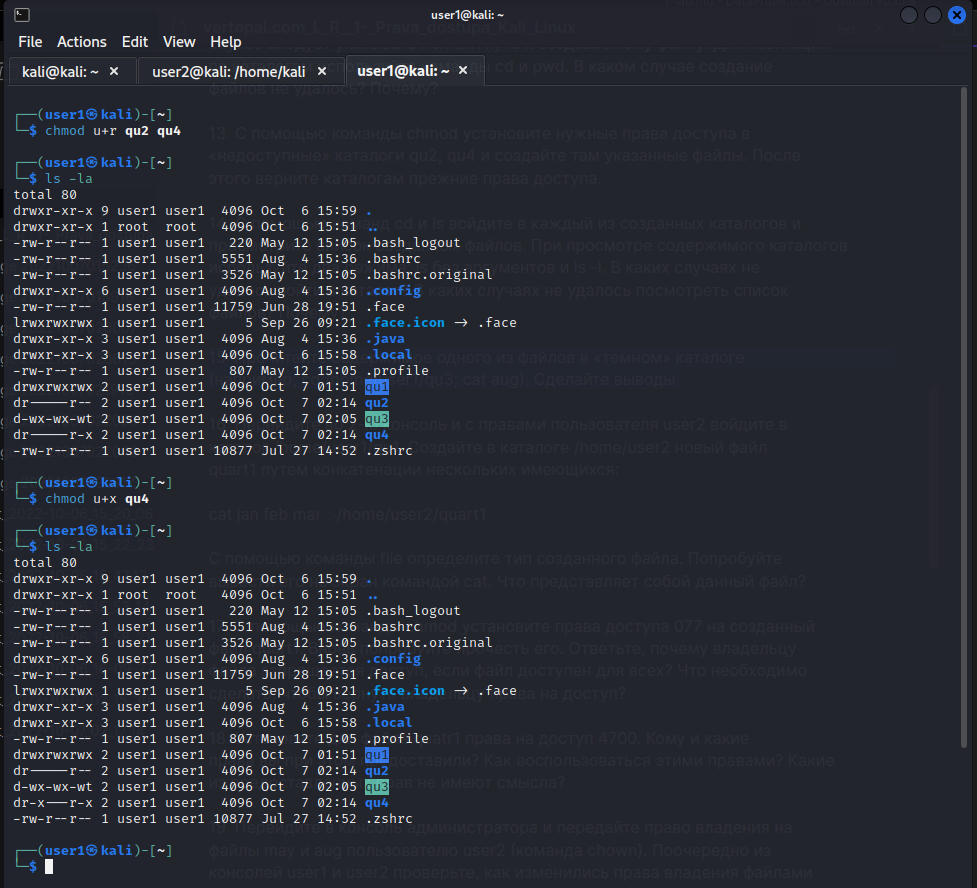 user1@kali: ~
File Actions Edit View Help
kali@kali: ~ × user2@kali: /home/kali × user1@kali: ~ ×
┌──(user1㉿kali)-[~]
└─$ chmod u+r qu2 qu4
┌──(user1㉿kali)-[~]
└─$ ls -la
total 80
drwxr-xr-x 9 user1 user1 4096 Oct 6 15:59 .
drwxr-xr-x 1 root root 4096 Oct 6 15:51 ..
-rw-r--r-- 1 user1 user1 220 May 12 15:05 .bash_logout
-rw-r--r-- 1 user1 user1 5551 Aug 4 15:36 .bashrc
-rw-r--r-- 1 user1 user1 3526 May 12 15:05 .bashrc.original
drwxr-xr-x 6 user1 user1 4096 Aug 4 15:36 .config
-rw-r--r-- 1 user1 user1 11759 Jun 28 19:51 .face
lrwxrwxrwx 1 user1 user1 5 Sep 26 09:21 .face.icon -> .face
drwxr-xr-x 3 user1 user1 4096 Aug 4 15:36 .java
drwxr-xr-x 3 user1 user1 4096 Oct 6 15:58 .local
-rw-r--r-- 1 user1 user1 807 May 12 15:05 .profile
drwxrwxrwx 2 user1 user1 4096 Oct 7 01:51 qu1
dr-----r-- 2 user1 user1 4096 Oct 7 02:14 qu2
d-wx-wx-wt 2 user1 user1 4096 Oct 7 02:05 qu3
dr-----r-x 2 user1 user1 4096 Oct 7 02:14 qu4
-rw-r--r-- 1 user1 user1 10877 Jul 27 14:52 .zshrc
┌──(user1㉿kali)-[~]
└─$ chmod u+x qu4
┌──(user1㉿kali)-[~]
└─$ ls -la
total 80
drwxr-xr-x 9 user1 user1 4096 Oct 6 15:59 .
drwxr-xr-x 1 root root 4096 Oct 6 15:51 ..
-rw-r--r-- 1 user1 user1 220 May 12 15:05 .bash_logout
-rw-r--r-- 1 user1 user1 5551 Aug 4 15:36 .bashrc
-rw-r--r-- 1 user1 user1 3526 May 12 15:05 .bashrc.original
drwxr-xr-x 6 user1 user1 4096 Aug 4 15:36 .config
-rw-r--r-- 1 user1 user1 11759 Jun 28 19:51 .face
lrwxrwxrwx 1 user1 user1 5 Sep 26 09:21 .face.icon -> .face
drwxr-xr-x 3 user1 user1 4096 Aug 4 15:36 .java
drwxr-xr-x 3 user1 user1 4096 Oct 6 15:58 .local
-rw-r--r-- 1 user1 user1 807 May 12 15:05 .profile
drwxrwxrwx 2 user1 user1 4096 Oct 7 01:51 qu1
dr-----r-- 2 user1 user1 4096 Oct 7 02:14 qu2
d-wx-wx-wt 2 user1 user1 4096 Oct 7 02:05 qu3
dr-x---r-x 2 user1 user1 4096 Oct 7 02:14 qu4
-rw-r--r-- 1 user1 user1 10877 Jul 27 14:52 .zshrc
┌──(user1㉿kali)-[~]
└─$